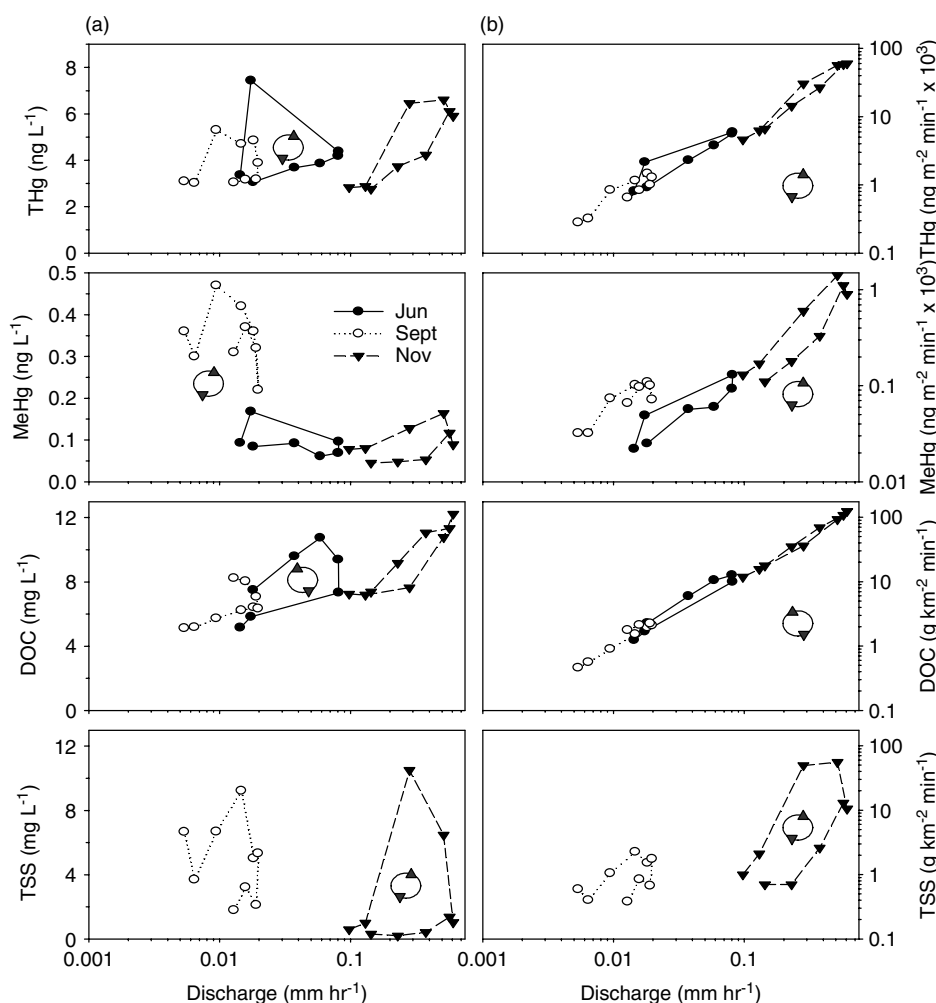 (a)
(b)
8
6
4
2
0
THg (ng L-1)
100
10
1
0.1
THg (ng m-2 min-1 x 103)
0.5
0.4
0.3
0.2
0.1
0.0
MeHg (ng L-1)
Jun
Sept
Nov
1
0.1
0.01
MeHg (ng m-2 min-1 x 103)
12
8
4
0
DOC (mg L-1)
100
10
1
0.1
DOC (g km-2 min-1)
12
8
4
0
TSS (mg L-1)
100
10
1
0.1
TSS (g km-2 min-1)
0.001
0.01
0.1
0.001
0.01
0.1
Discharge (mm hr-1)
Discharge (mm hr-1)